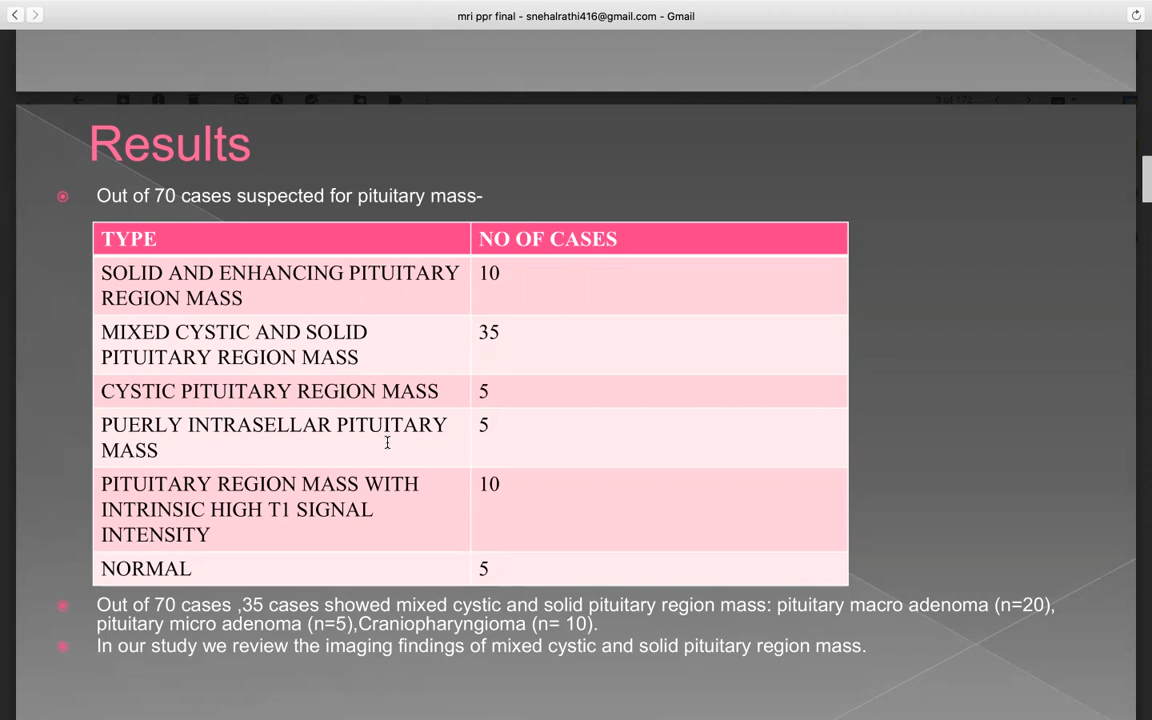 mri ppr final - snehalrathi416@gmail.com - Gmail
3 of 172
Results
Out of 70 cases suspected for pituitary mass-
TYPE NO OF CASES
SOLID AND ENHANCING PITUITARY REGION MASS 10
MIXED CYSTIC AND SOLID PITUITARY REGION MASS 35
CYSTIC PITUITARY REGION MASS 5
PUERLY INTRASELLAR PITUITARY MASS 5
PITUITARY REGION MASS WITH INTRINSIC HIGH T1 SIGNAL INTENSITY 10
NORMAL 5
Out of 70 cases ,35 cases showed mixed cystic and solid pituitary region mass: pituitary macro adenoma (n=20),
pituitary micro adenoma (n=5),Craniopharyngioma (n= 10).
In our study we review the imaging findings of mixed cystic and solid pituitary region mass.